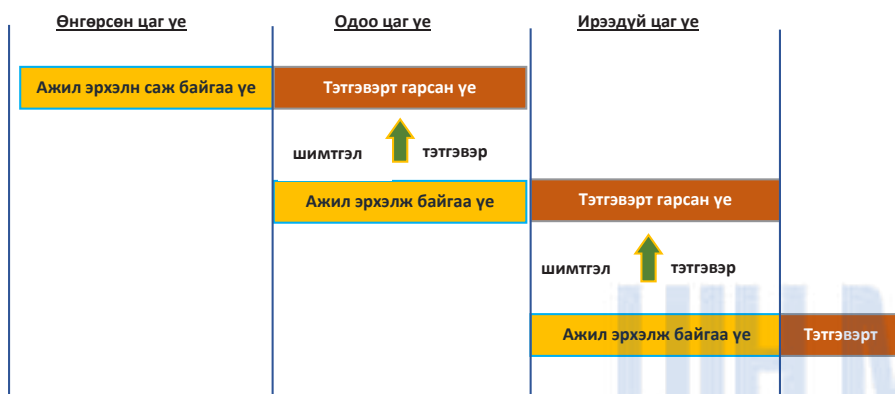 Өнгөрсөн цаг үе Одоо цаг үе Ирээдүй цаг үе
Ажил эрхэлн саж байгаа үе Тэтгэвэрт гарсан үе
шимтгэл тэтгэвэр
Ажил эрхэлж байгаа үе Тэтгэвэрт гарсан үе
шимтгэл тэтгэвэр
Ажил эрхэлж байгаа үе Тэтгэвэрт